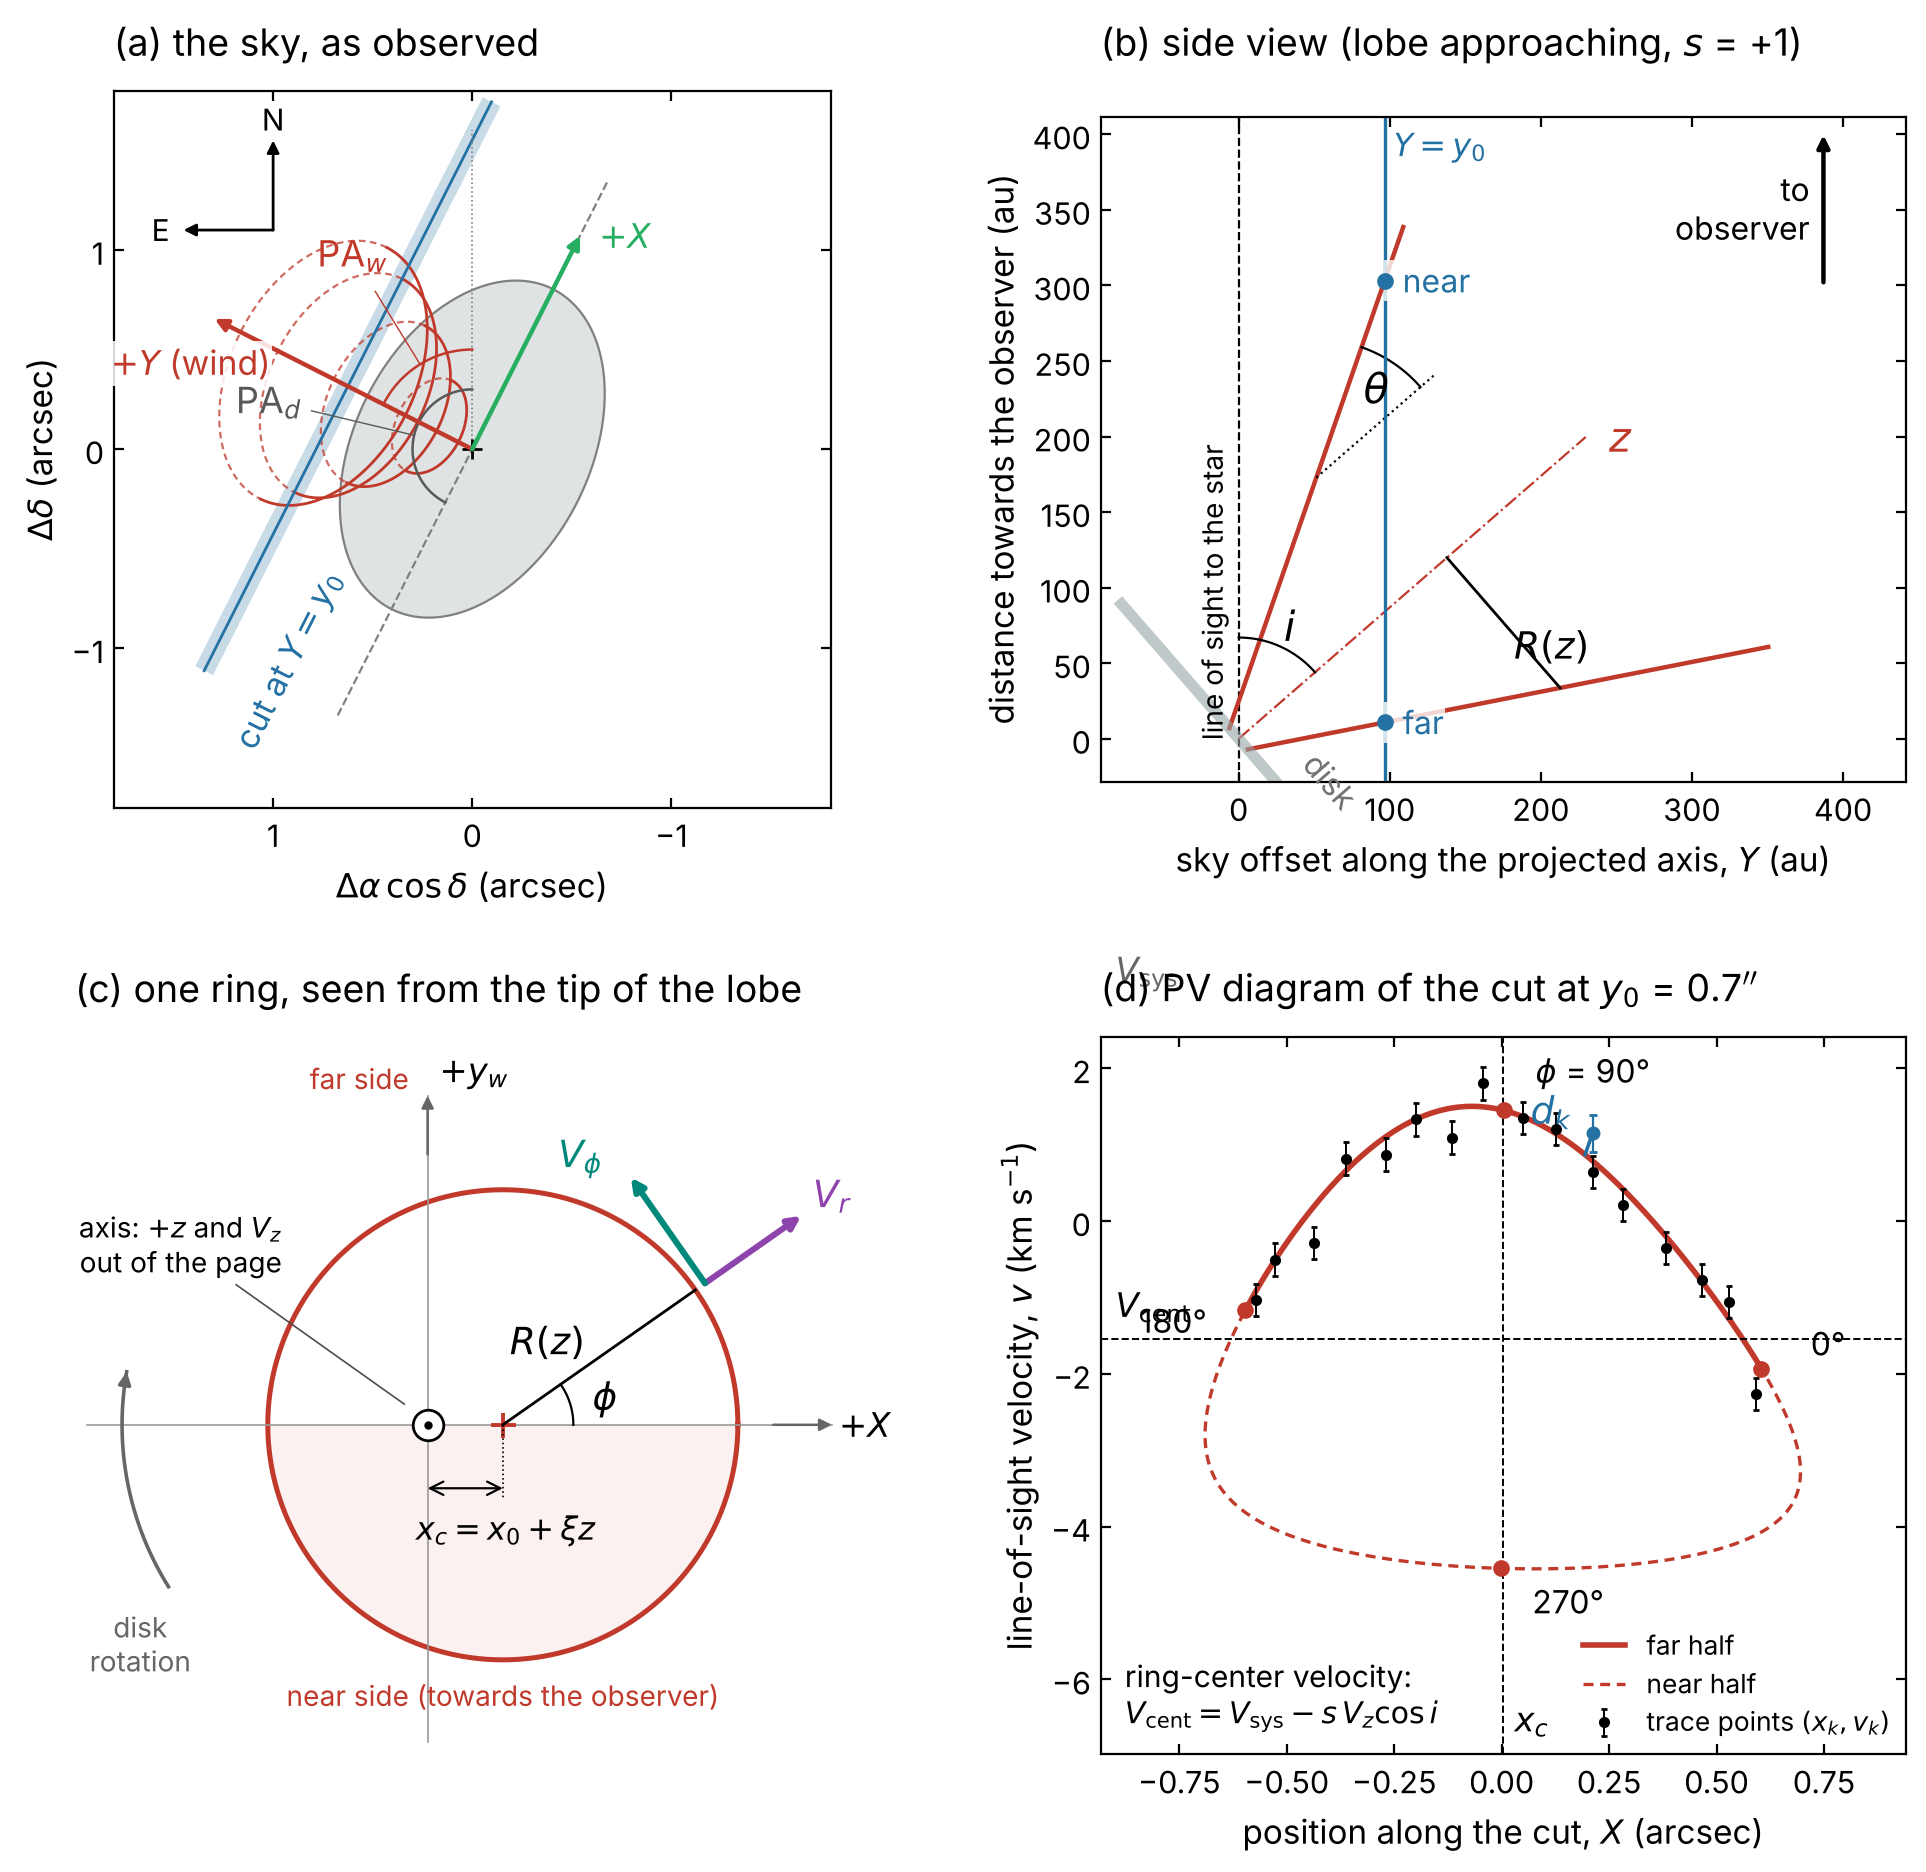 (a) the sky, as observed
N
E
PA_w
+X
+Y (wind)
PA_d
cut at Y = y₀
1
0
−1
1
0
−1
Δδ (arcsec)
Δα cos δ (arcsec)
(b) side view (lobe approaching, s = +1)
400
350
300
250
200
150
100
50
0
Y = y₀
to
observer
near
θ
z
line of sight to the star
i
R(z)
far
disk
0
100
200
300
400
distance towards the observer (au)
sky offset along the projected axis, Y (au)
(c) one ring, seen from the tip of the lobe
far side
+y_w
V_ϕ
V_r
axis: +z and V_z
out of the page
R(z)
ϕ
+X
x_c = x₀ + ξz
disk
rotation
near side (towards the observer)
V_sys
(d) PV diagram of the cut at y₀ = 0.7″
2
0
−2
−4
−6
ϕ = 90°
d_k
V_cent
180°
0°
270°
far half
near half
trace points (x_k, v_k)
ring-center velocity:
V_cent = V_sys − s V_z cos i
x_c
−0.75
−0.50
−0.25
0.00
0.25
0.50
0.75
line-of-sight velocity, v (km s⁻¹)
position along the cut, X (arcsec)